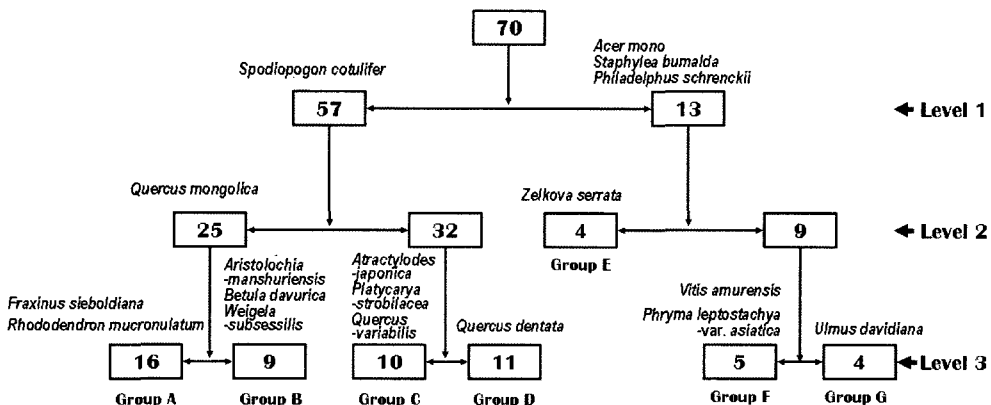 70
Acer mono
Staphylea bumalda
Philadelphus schrenckii
Spodiopogon cotulifer
57
13
Level 1
Quercus mongolica
Zelkova serrata
25
32
4
9
Level 2
Group E
Aristolochia
-manshuriensis
Betula davurica
Weigela
-subsessilis
Atractylodes
-japonica
Platycarya
-strobilacea
Quercus
-variabilis
Fraxinus sieboldiana
Rhododendron mucronulatum
Quercus dentata
Vitis amurensis
Phryma leptostachya
-var. asiatica
Ulmus davidiana
16
9
10
11
5
4
Level 3
Group A
Group B
Group C
Group D
Group F
Group G